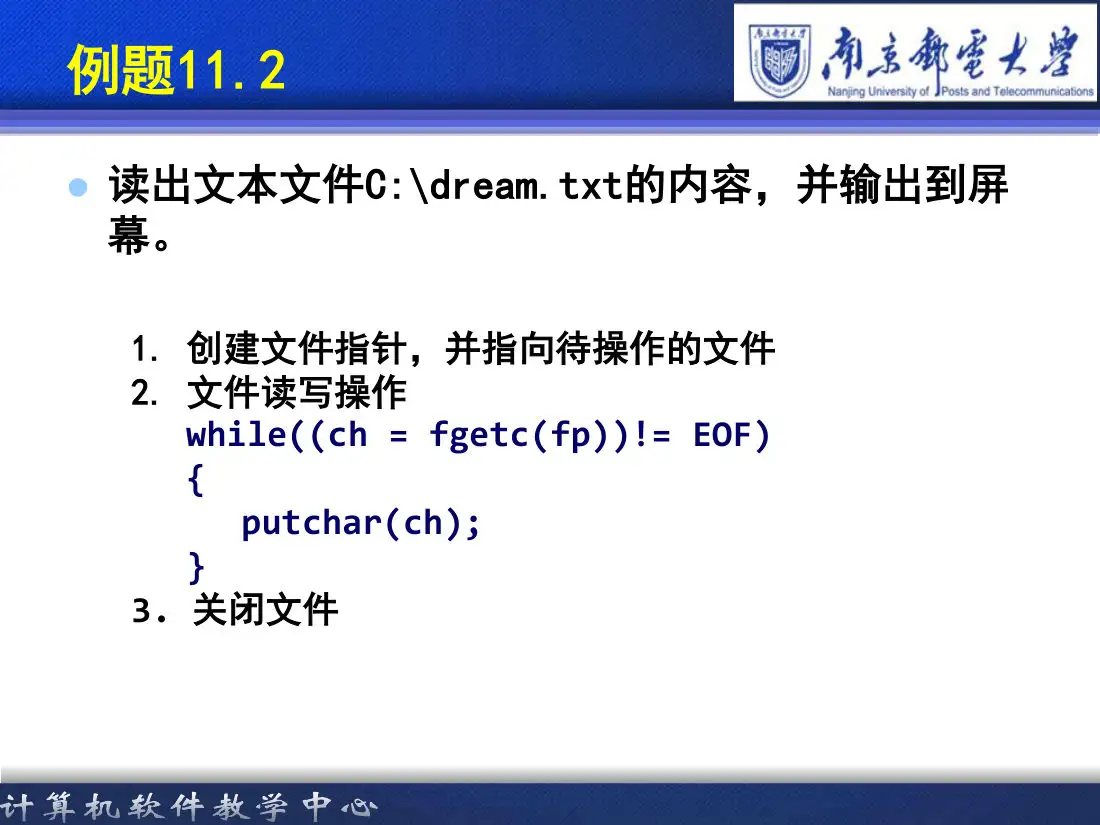 例题11.2
南京邮电大学
Nanjing University of Posts and Telecommunications
读出文本文件C:\dream.txt的内容，并输出到屏
幕。
1. 创建文件指针，并指向待操作的文件
2. 文件读写操作
while((ch = fgetc(fp))!= EOF)
{
putchar(ch);
}
3. 关闭文件
计算机软件教学中心